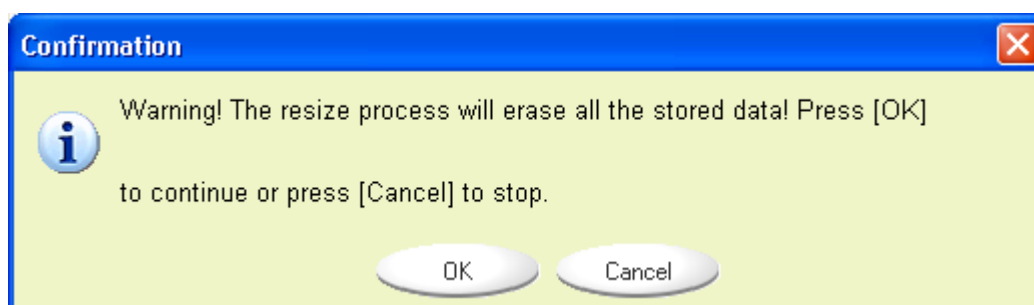 Confirmation
Warning! The resize process will erase all the stored data! Press [OK]
to continue or press [Cancel] to stop.
OK Cancel